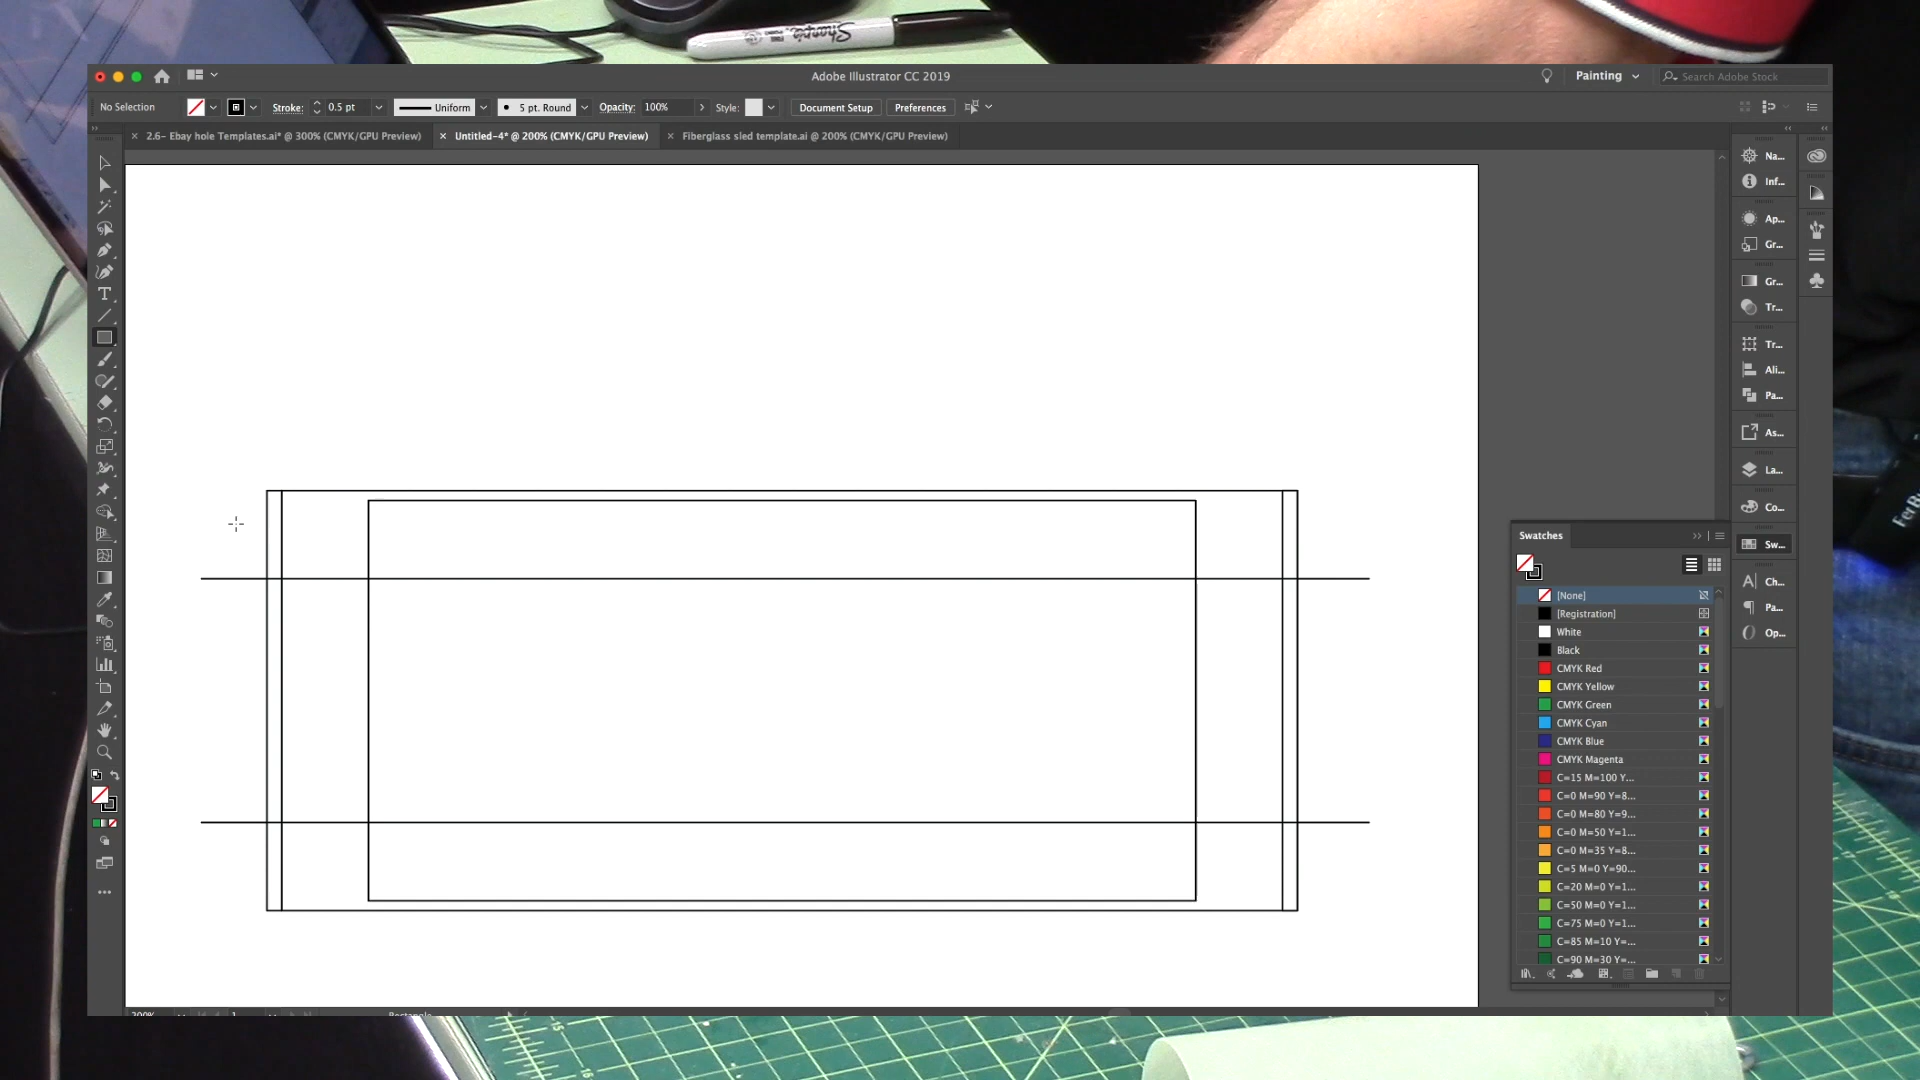 Sharpie
Adobe Illustrator CC 2019
Painting
Search Adobe Stock
No Selection
Stroke:
0.5 pt
Uniform
5 pt. Round
Opacity:
100%
Style:
Document Setup
Preferences
2.6- Ebay hole Templates.ai* @ 300% (CMYK/GPU Preview)
Untitled-4* @ 200% (CMYK/GPU Preview)
Fiberglass sled template.ai @ 200% (CMYK/GPU Preview)
Na...
Inf...
Ap...
Gr...
Gr...
Tr...
Tr...
Ali...
Pa...
As...
La...
Co...
Sw...
Ch...
Pa...
Op...
Swatches
[None]
[Registration]
White
Black
CMYK Red
CMYK Yellow
CMYK Green
CMYK Cyan
CMYK Blue
CMYK Magenta
C=15 M=100 Y...
C=0 M=90 Y=8...
C=0 M=80 Y=9...
C=0 M=50 Y=1...
C=0 M=35 Y=8...
C=5 M=0 Y=90...
C=20 M=0 Y=1...
C=50 M=0 Y=1...
C=75 M=0 Y=1...
C=85 M=10 Y=...
C=90 M=30 Y=...
200%
1
Rectangle
15
16